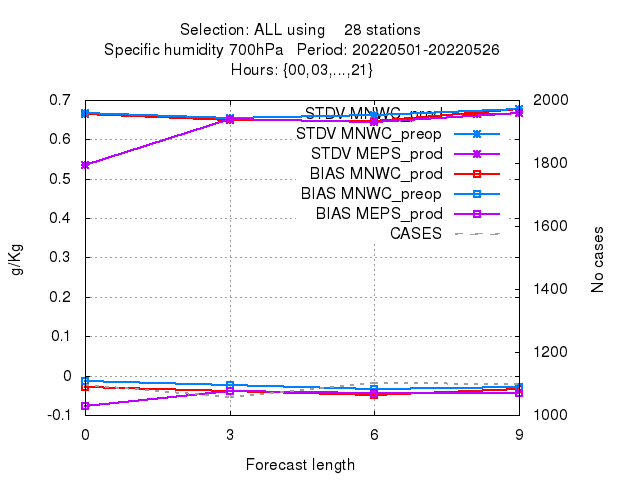 Selection: ALL using 28 stations
Specific humidity 700hPa Period: 20220501-20220526
Hours: {00,03,...,21}
0.7
0.6
0.5
0.4
0.3
0.2
0.1
0
-0.1
g/Kg
STDV MNWC_prod
STDV MNWC_preop
STDV MEPS_prod
BIAS MNWC_prod
BIAS MNWC_preop
BIAS MEPS_prod
CASES
2000
1800
1600
1400
1200
1000
No cases
0 3 6 9
Forecast length